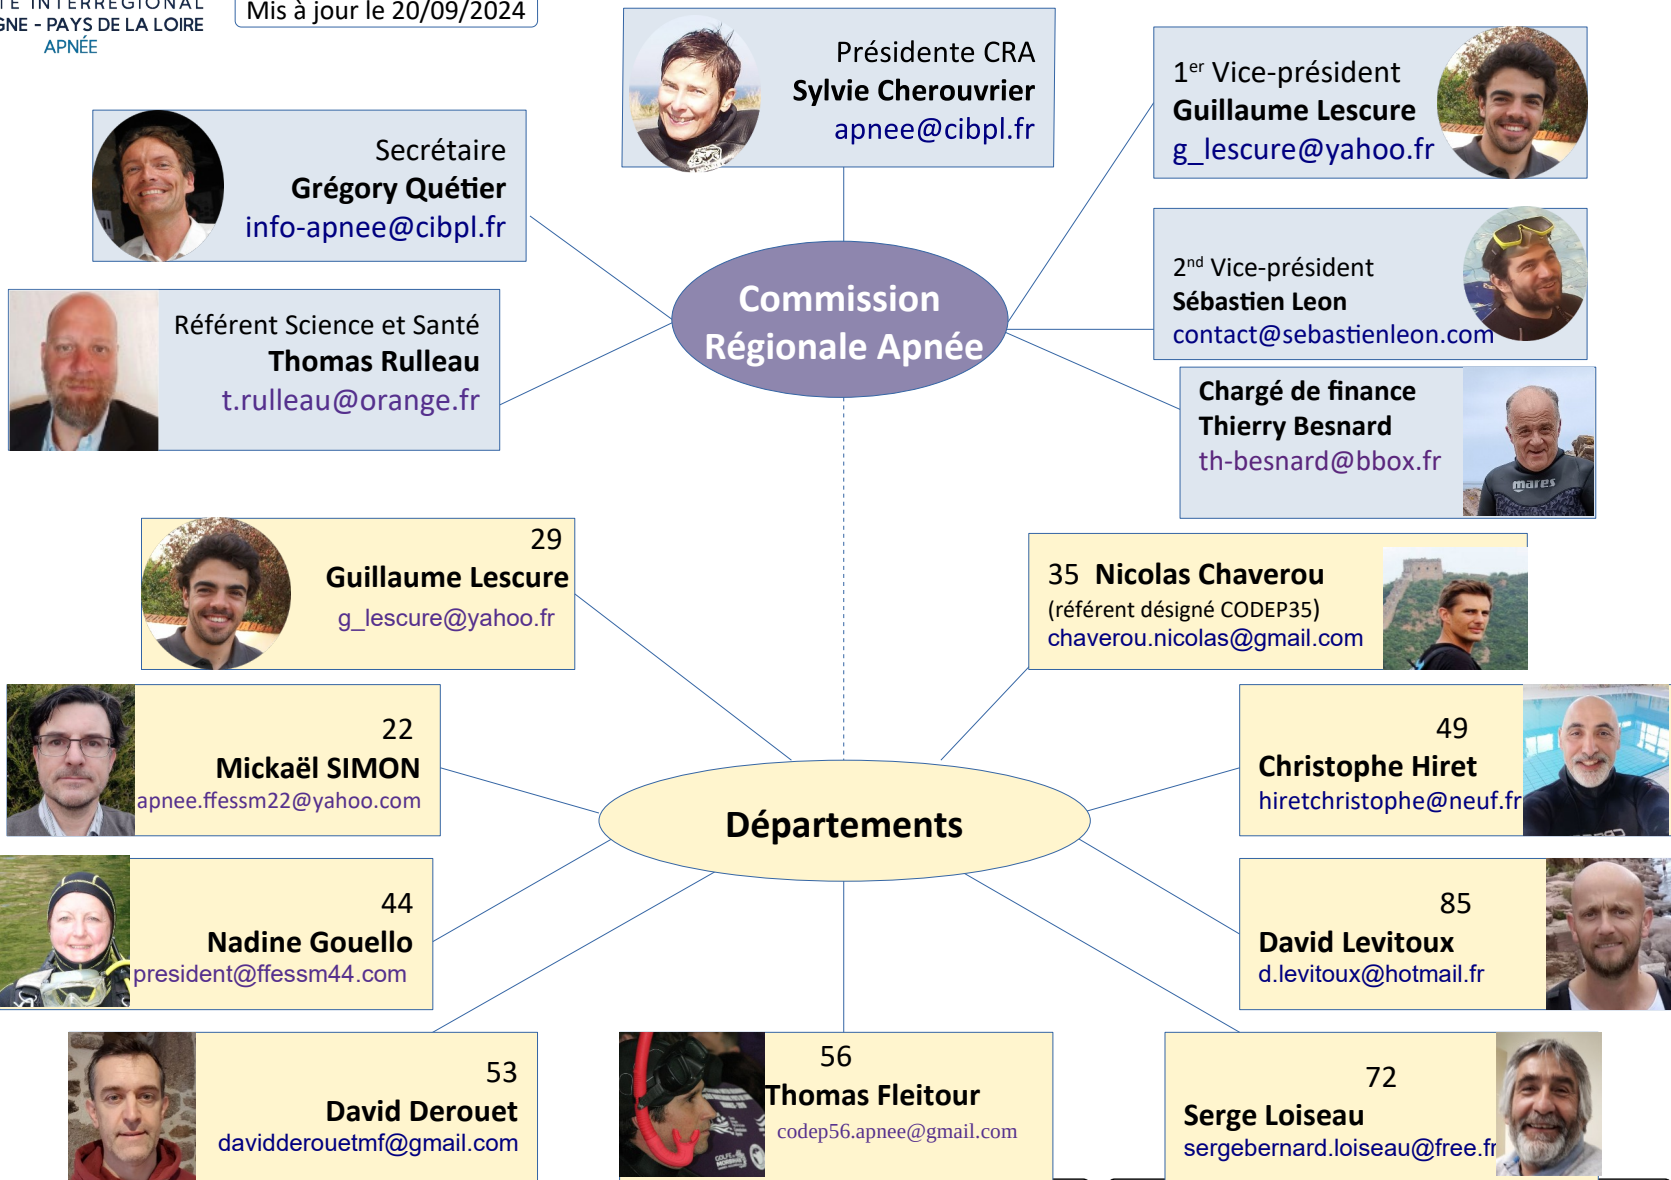 INTERRÉGIONAL
- PAYS DE LA LOIRE
APNÉE
Mis à jour le 20/09/2024
Présidente CRA
Sylvie Cherouvrier
apnee@cibpl.fr
1er Vice-président
Guillaume Lescure
g_lescure@yahoo.fr
Secrétaire
Grégory Quétier
info-apnee@cibpl.fr
2nd Vice-président
Sébastien Leon
contact@sebastienleon.com
Commission
Régionale Apnée
Référent Science et Santé
Thomas Rulleau
t.rulleau@orange.fr
Chargé de finance
Thierry Besnard
th-besnard@bbox.fr
mares
29
Guillaume Lescure
g_lescure@yahoo.fr
35 Nicolas Chaverou
(référent désigné CODEP35)
chaverou.nicolas@gmail.com
22
Mickaël SIMON
apnee.ffessm22@yahoo.com
49
Christophe Hiret
hiretchristophe@neuf.fr
Départements
44
Nadine Gouello
president@ffessm44.com
85
David Levitoux
d.levitoux@hotmail.fr
53
David Derouet
davidderouetmf@gmail.com
56
Thomas Fleitour
codep56.apnee@gmail.com
72
Serge Loiseau
sergebernard.loiseau@free.fr